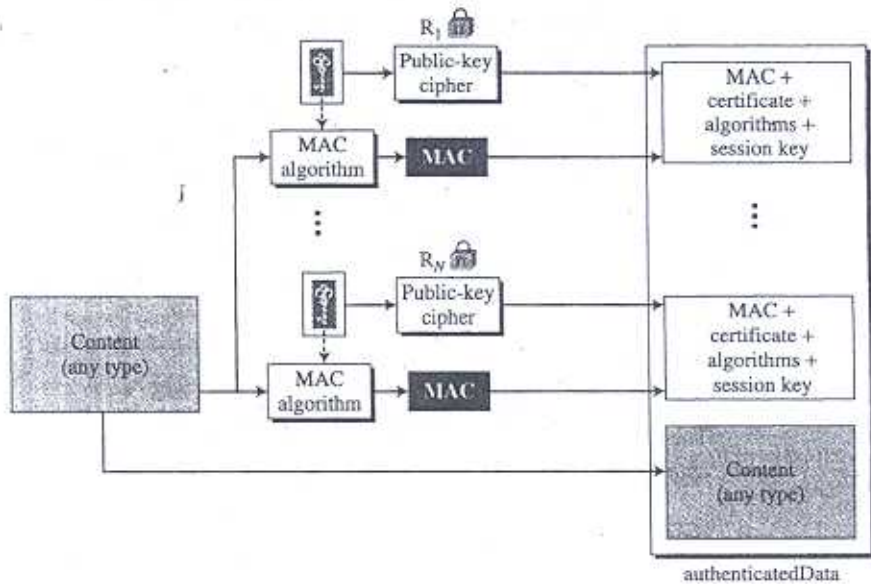 R1
Public-key
cipher
MAC
algorithm
MAC
MAC +
certificate +
algorithms +
session key
RN
Public-key
cipher
MAC
algorithm
MAC
MAC +
certificate +
algorithms +
session key
Content
(any type)
Content
(any type)
authenticatedData